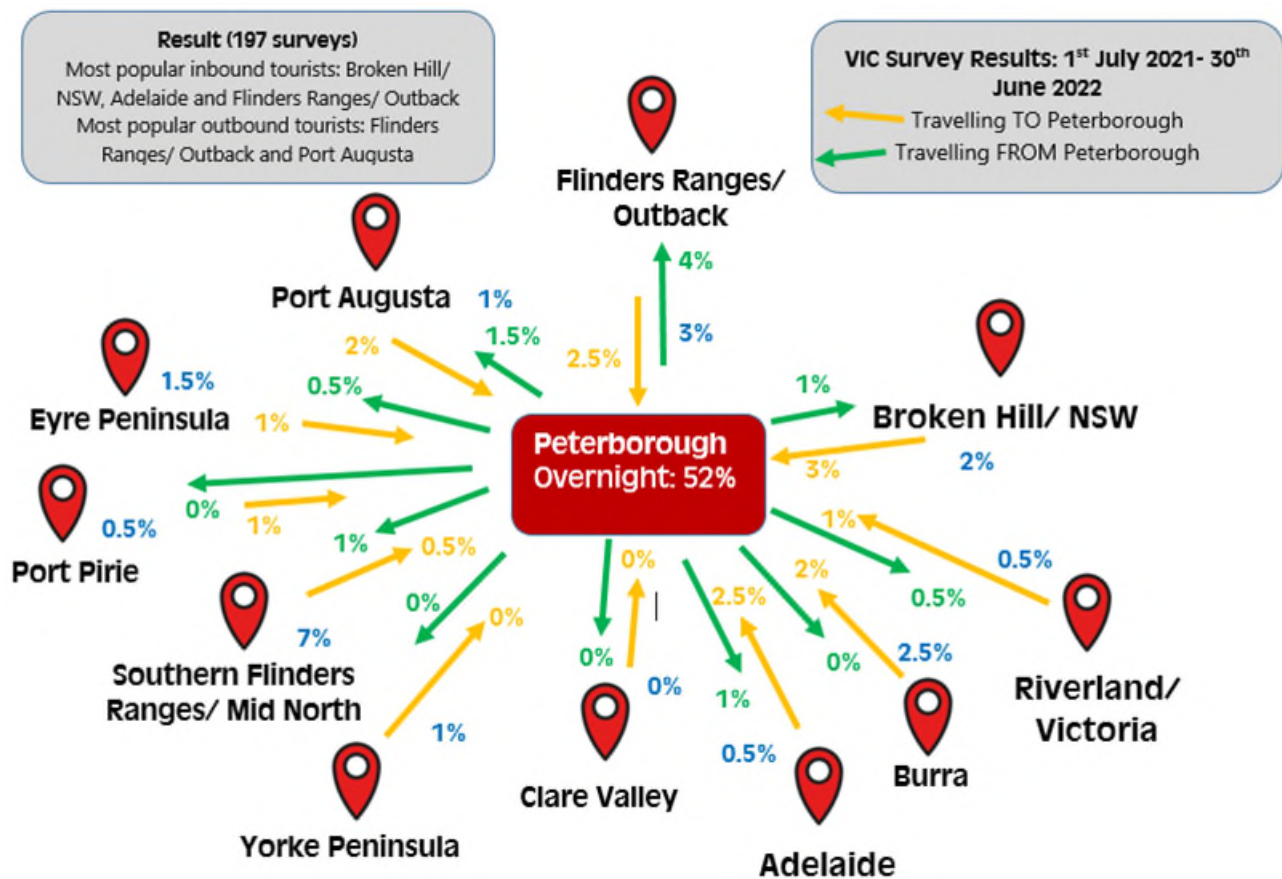 Result (197 surveys)
Most popular inbound tourists: Broken Hill/
NSW, Adelaide and Flinders Ranges/ Outback
Most popular outbound tourists: Flinders
Ranges/ Outback and Port Augusta
VIC Survey Results: 1st July 2021- 30th
June 2022
Travelling TO Peterborough
Travelling FROM Peterborough
Flinders Ranges/
Outback
4%
3%
2.5%
Port Augusta
1%
1.5%
2%
Eyre Peninsula
1.5%
0.5%
1%
Broken Hill/ NSW
1%
3%
2%
Peterborough
Overnight: 52%
Port Pirie
0.5%
0%
1%
Southern Flinders
Ranges/ Mid North
1%
0.5%
7%
Yorke Peninsula
0%
0%
1%
Clare Valley
0%
0%
0%
Adelaide
2.5%
1%
0.5%
Burra
2%
0%
2.5%
Riverland/
Victoria
1%
0.5%
0.5%